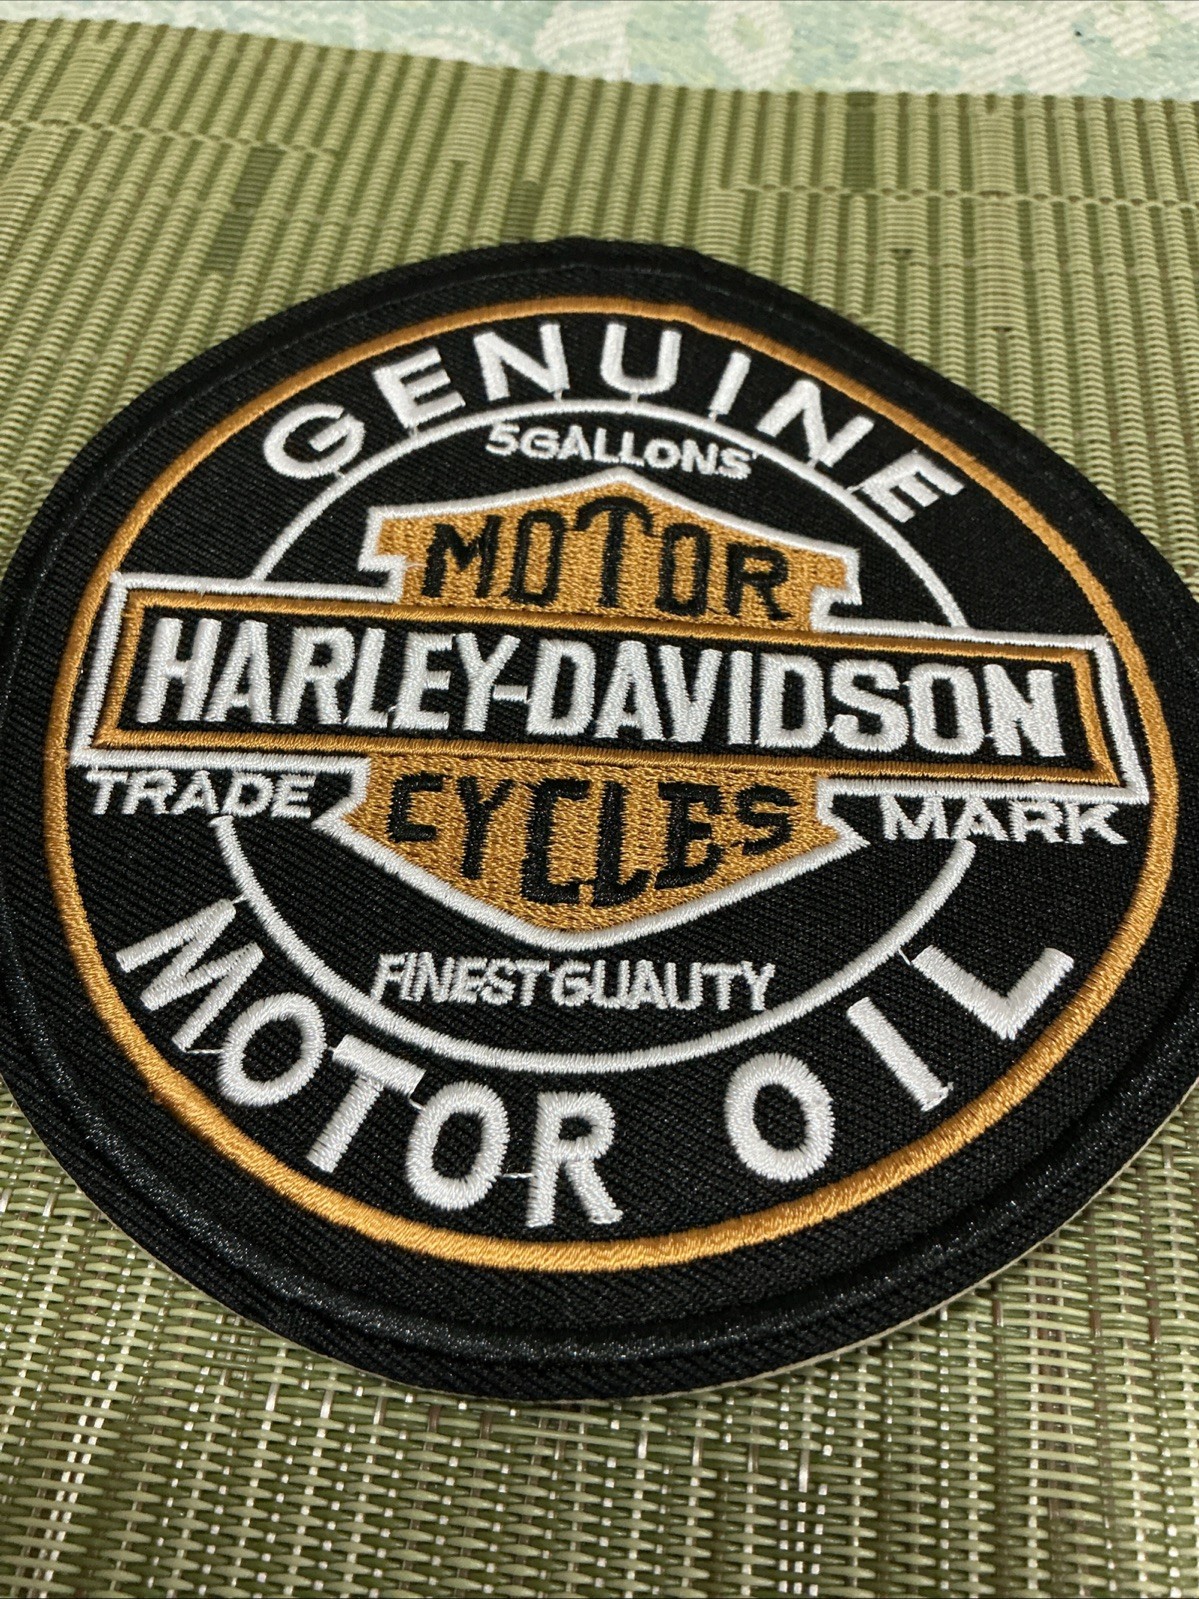 GENUINE
5GALLONS'
MOTOR
HARLEY-DAVIDSON
CYCLES
TRADE MARK
FINEST GUAUTY
MOTOR OIL